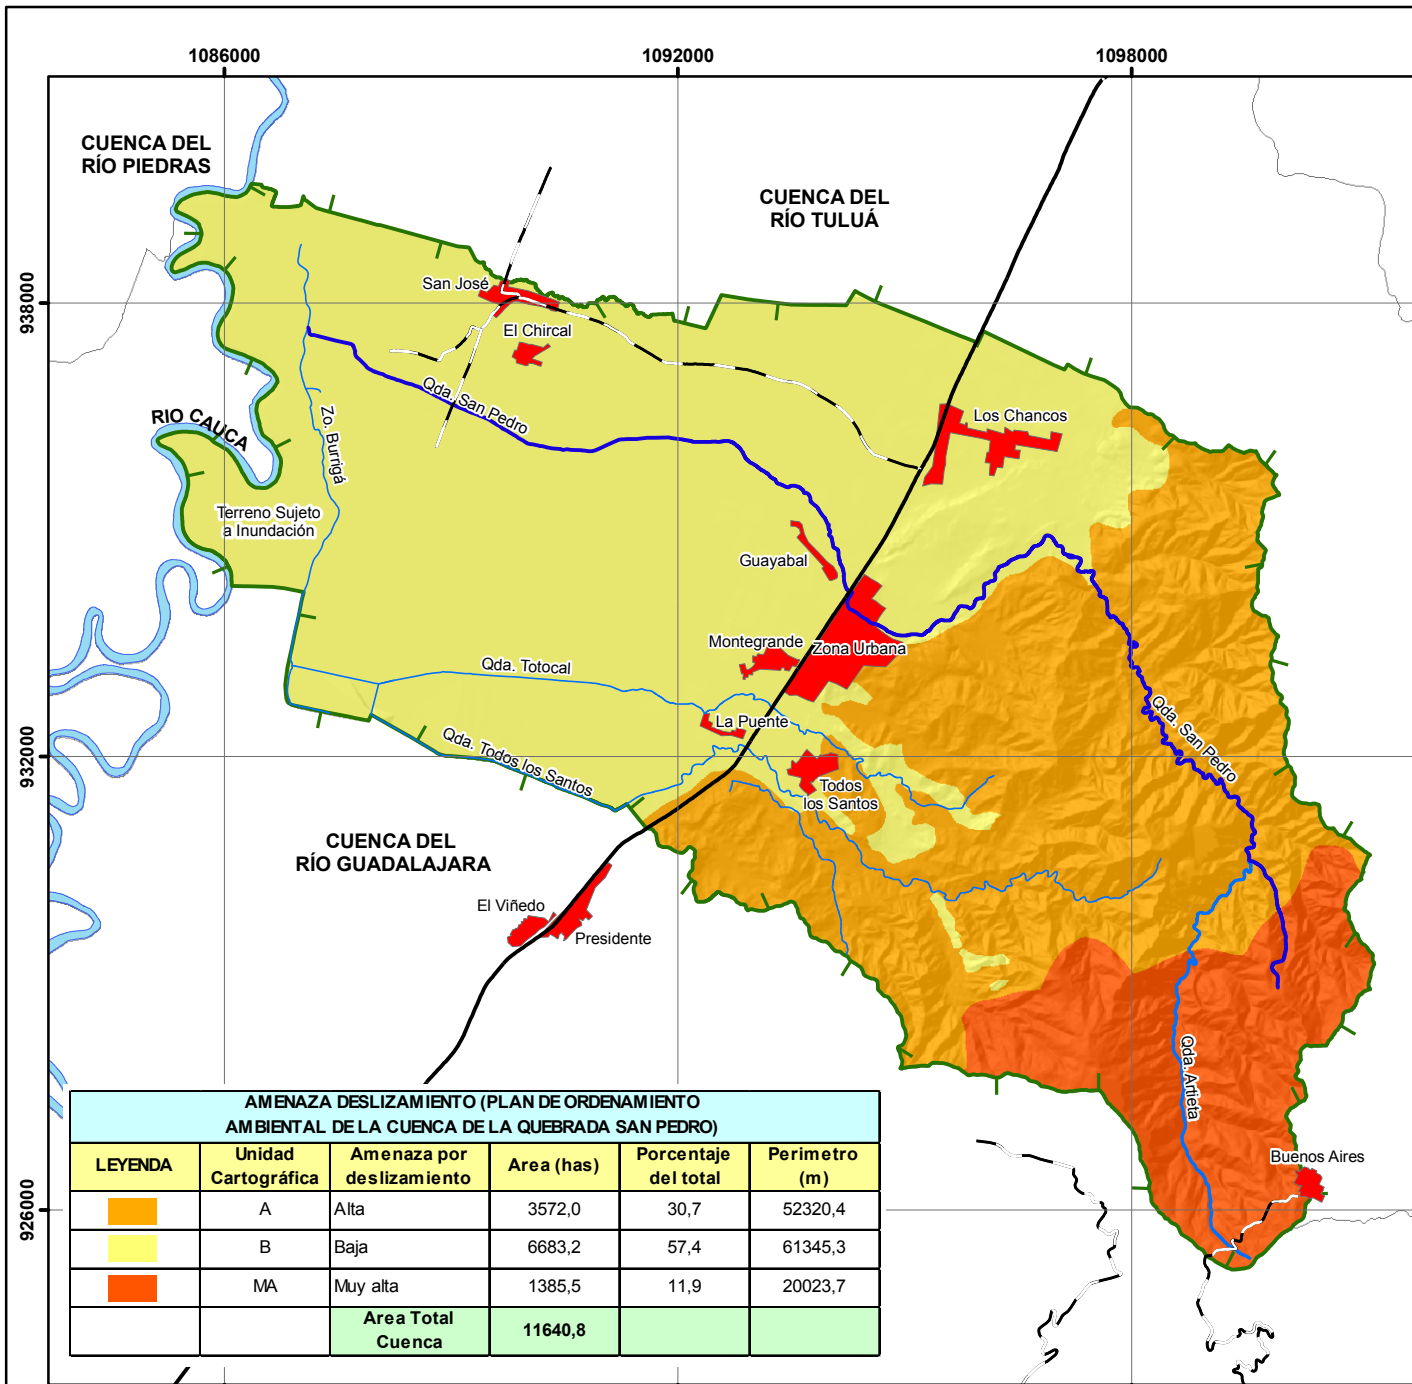 1086000
1092000
1098000
CUENCA DEL
RÍO PIEDRAS
CUENCA DEL
RÍO TULUÁ
San José
938000
El Chircal
Qda. San Pedro
RIO CAUCA
Zo. Burrigá
Los Chancos
Terreno Sujeto
a Inundación
Guayabal
Montegrande
Zona Urbana
Qda. Totocal
Qda. San Pedro
La Puente
Qda. Todos los Santos
932000
Todos
los Santos
CUENCA DEL
RÍO GUADALAJARA
El Viñedo
Presidente
Qda. Artieta
Buenos Aires
926000
AMENAZA DESLIZAMIENTO (PLAN DE ORDENAMIENTO
AMBIENTAL DE LA CUENCA DE LA QUEBRADA SAN PEDRO)
LEYENDA Unidad Cartográfica Amenaza por deslizamiento Area (has) Porcentaje del total Perimetro (m)
A Alta 3572,0 30,7 52320,4
B Baja 6683,2 57,4 61345,3
MA Muy alta 1385,5 11,9 20023,7
Area Total Cuenca 11640,8